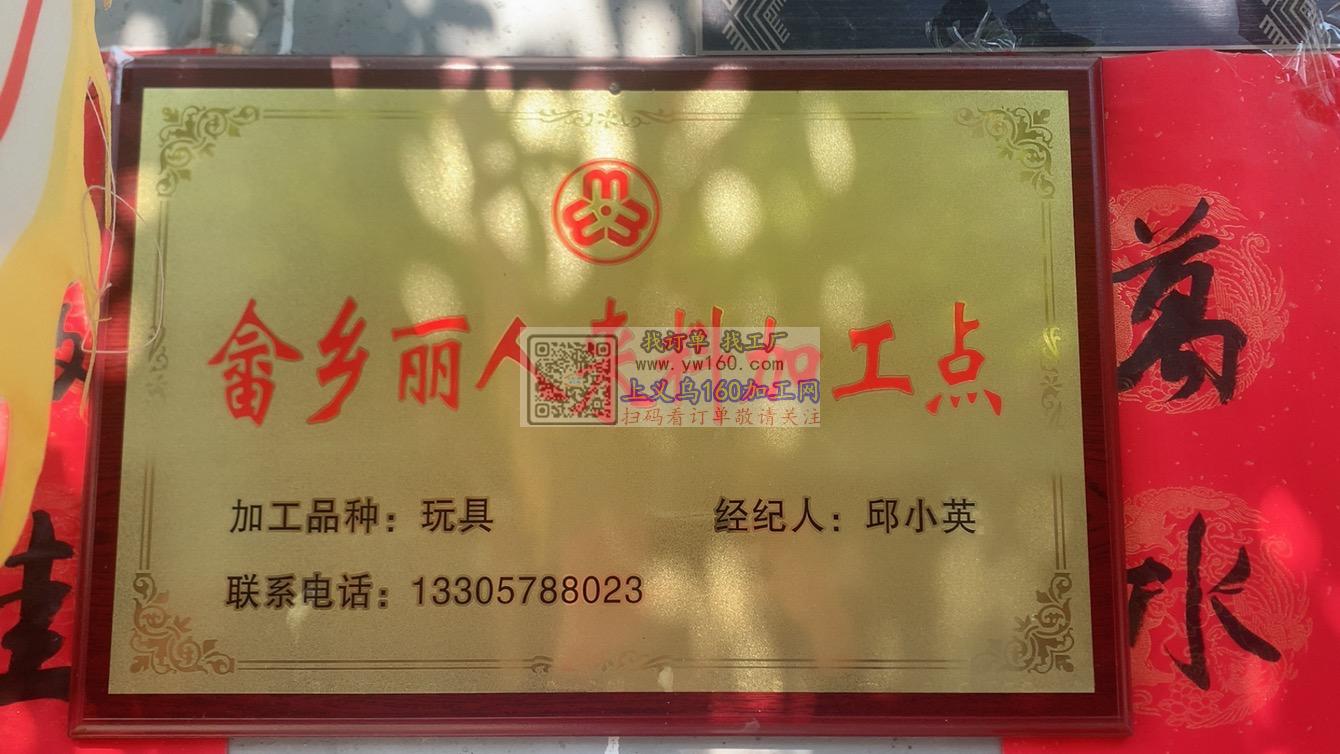 畲乡丽人来料加工点
加工品种：玩具
经纪人：邱小英
联系电话：13305788023
找订单 找工厂
www.yw160.com
上义乌160加工网
扫码看订单敬请关注
萬
水